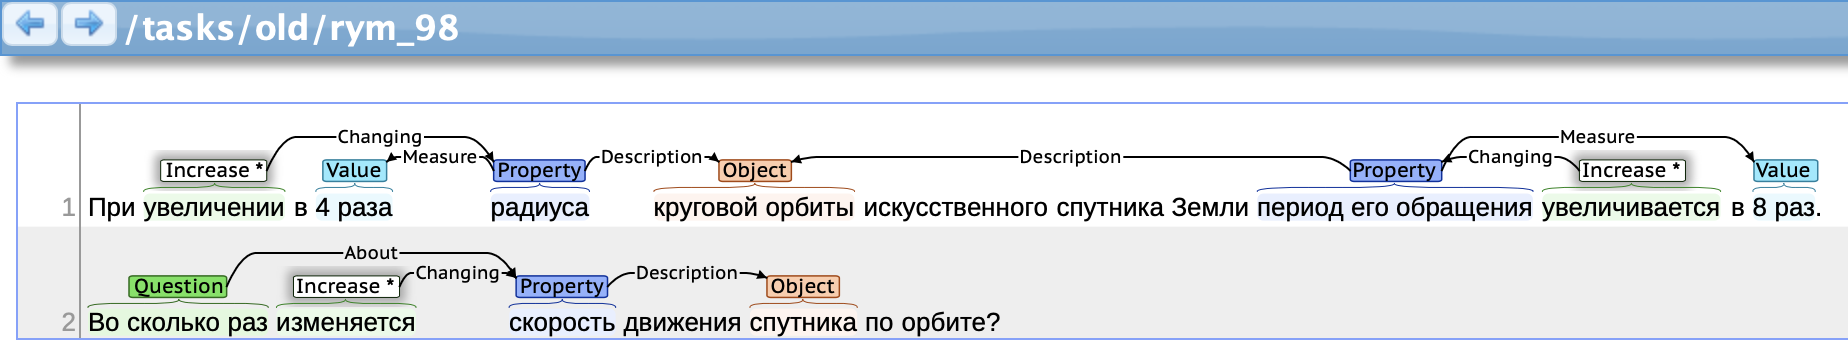 /tasks/old/rym_98
Changing Measure
Measure Description Description Changing
Increase * Value Property Object Property Increase * Value
1 При увеличении в 4 раза радиуса круговой орбиты искусственного спутника Земли период его обращения увеличивается в 8 раз.
About
Changing Description
Question Increase * Property Object
2 Во сколько раз изменяется скорость движения спутника по орбите?